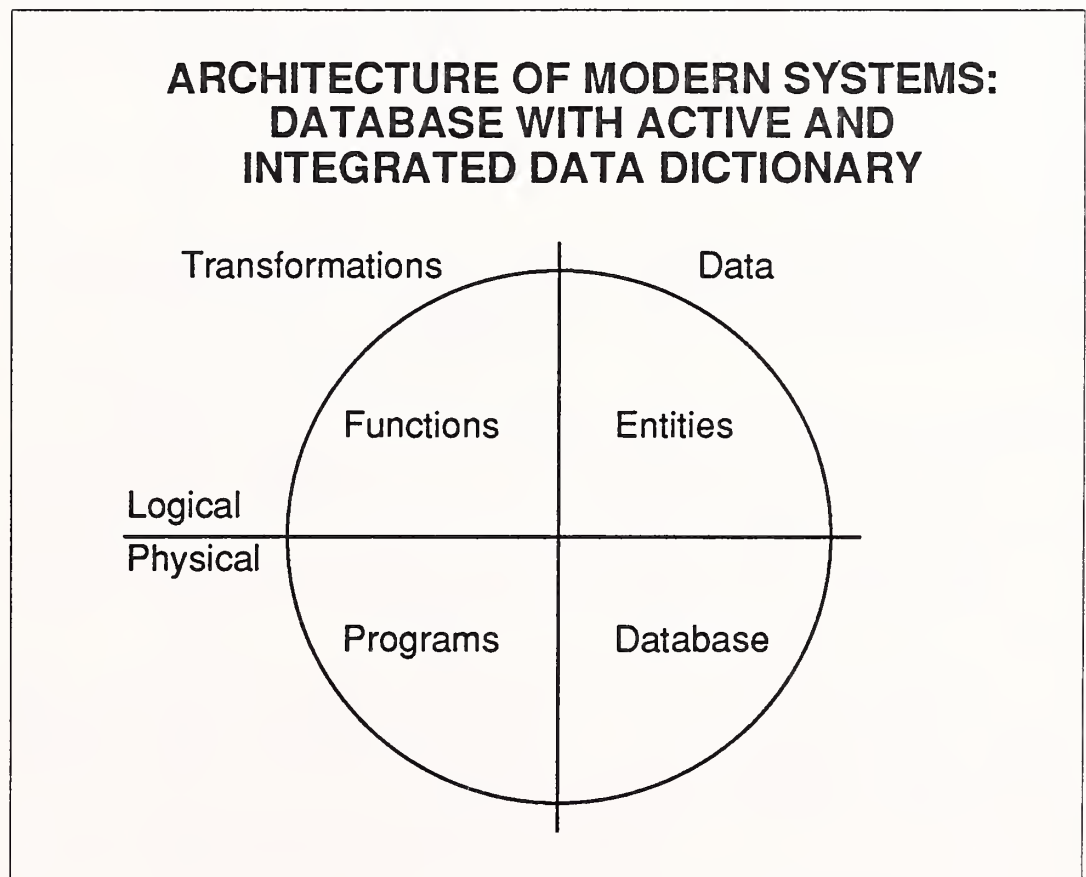 ARCHITECTURE OF MODERN SYSTEMS:
DATABASE WITH ACTIVE AND
INTEGRATED DATA DICTIONARY
Transformations Data
Functions Entities
Logical
Physical
Programs Database